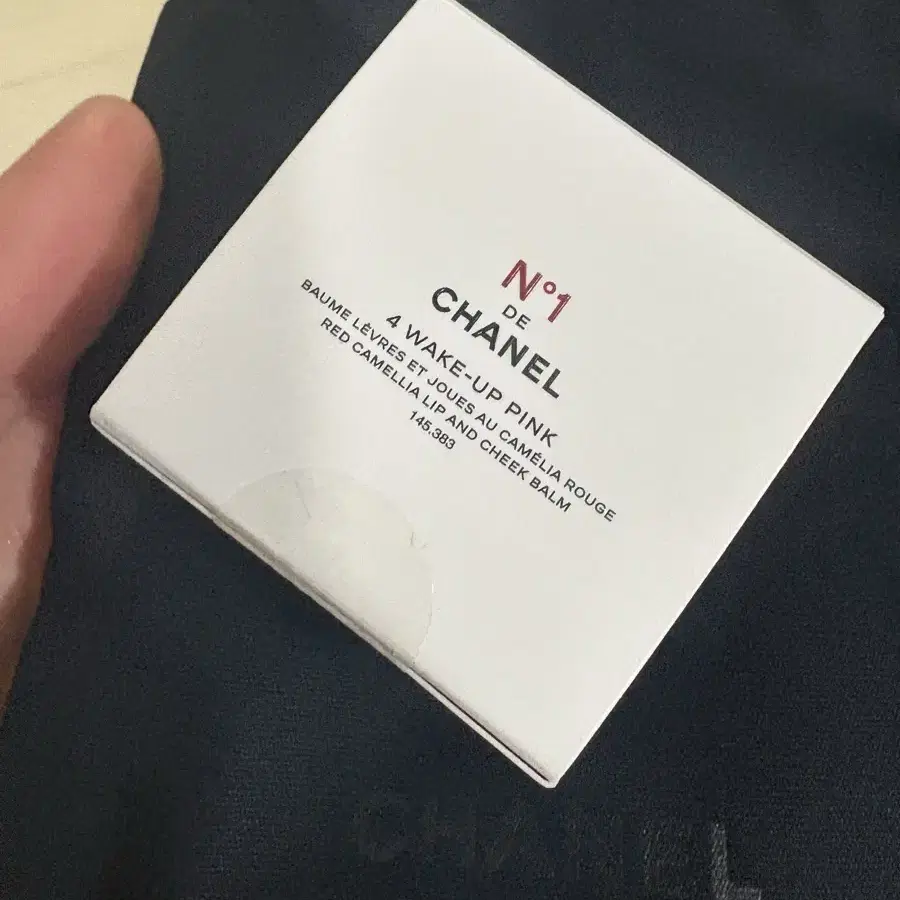 N°1
DE
CHANEL
4 WAKE-UP PINK
BAUME LÈVRES ET JOUES AU CAMÉLIA ROUGE
RED CAMELLIA LIP AND CHEEK BALM
145.383
CHANEL